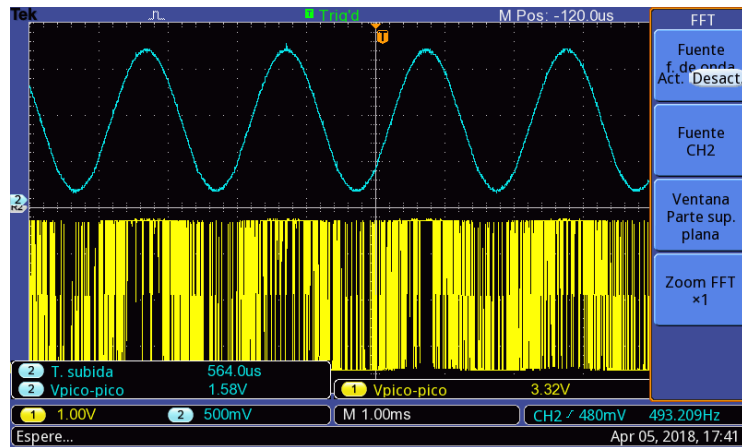 Tek
Trig'd
M Pos: -120.0us
FFT
T
Fuente
f. de onda
Act. Desact.
Fuente
CH2
Ventana
Parte sup.
plana
Zoom FFT
×1
2
2 T. subida 564.0us
2 Vpico-pico 1.58V
1 Vpico-pico 3.32V
1 1.00V 2 500mV M 1.00ms CH2 / 480mV 493.209Hz
Espere... Apr 05, 2018, 17:41